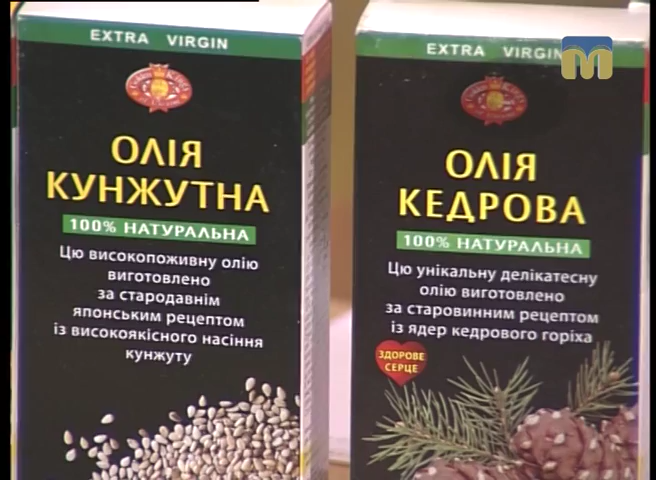 EXTRA VIRGIN
ОЛІЯ
КУНЖУТНА
100% НАТУРАЛЬНА
Цю високопоживну олію
виготовлено
за стародавнім
японським рецептом
із високоякісного насіння
кунжуту
EXTRA VIRGIN
M
ОЛІЯ
КЕДРОВА
100% НАТУРАЛЬНА
Цю унікальну делікатесну
олію виготовлено
за старовинним рецептом
із ядер кедрового горіха
ЗДОРОВЕ
СЕРЦЕ